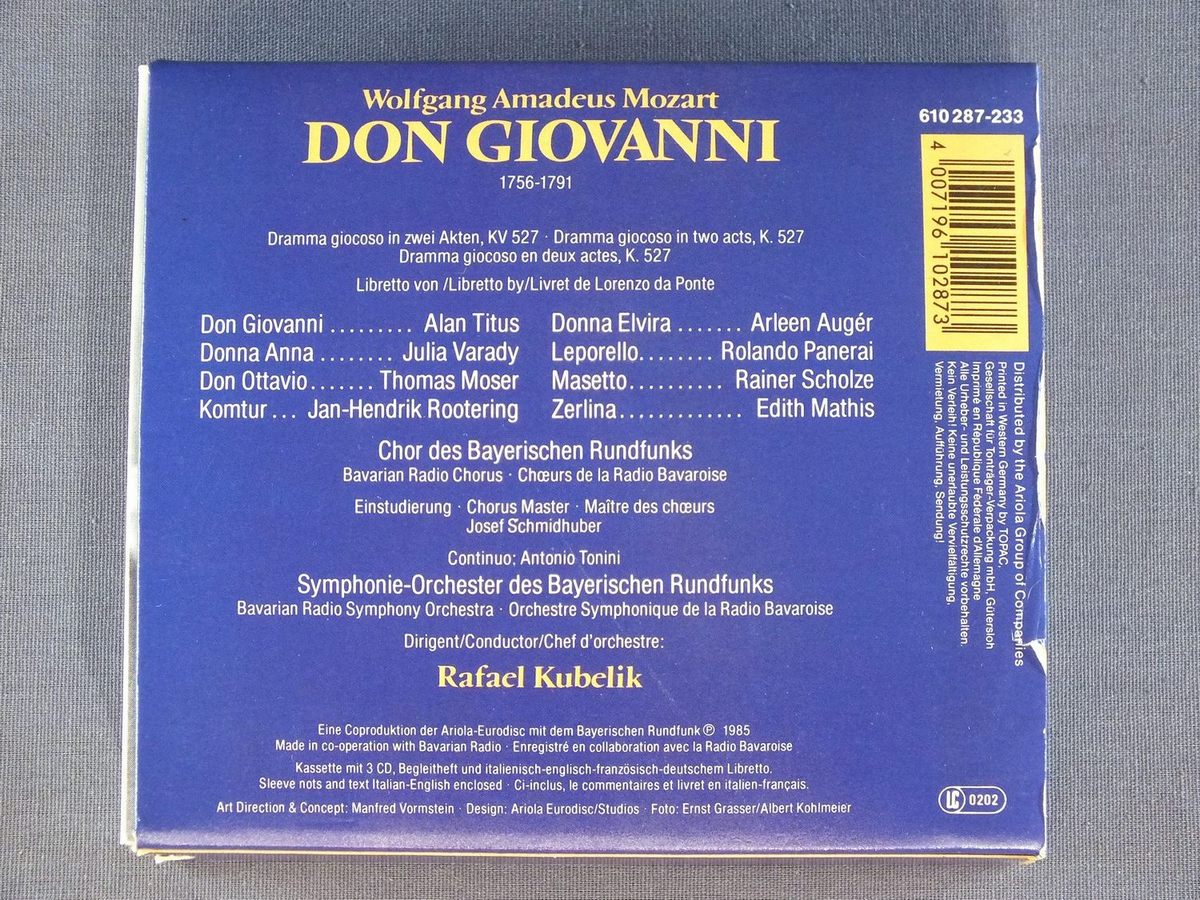 Wolfgang Amadeus Mozart
DON GIOVANNI
1756-1791
Dramma giocoso in zwei Akten, KV 527 · Dramma giocoso in two acts, K. 527
Dramma giocoso en deux actes, K. 527
Libretto von /Libretto by/Livret de Lorenzo da Ponte
Don Giovanni ......... Alan Titus
Donna Anna ........ Julia Varady
Don Ottavio....... Thomas Moser
Komtur ... Jan-Hendrik Rootering
Donna Elvira ....... Arleen Augér
Leporello........ Rolando Panerai
Masetto.......... Rainer Scholze
Zerlina............. Edith Mathis
Chor des Bayerischen Rundfunks
Bavarian Radio Chorus · Chœurs de la Radio Bavaroise
Einstudierung · Chorus Master · Maître des chœurs
Josef Schmidhuber
Continuo: Antonio Tonini
Symphonie-Orchester des Bayerischen Rundfunks
Bavarian Radio Symphony Orchestra · Orchestre Symphonique de la Radio Bavaroise
Dirigent/Conductor/Chef d'orchestre:
Rafael Kubelik
Eine Coproduktion der Ariola-Eurodisc mit dem Bayerischen Rundfunk ℗ 1985
Made in co-operation with Bavarian Radio · Enregistré en collaboration avec la Radio Bavaroise
Kassette mit 3 CD, Begleitheft und italienisch-englisch-französisch-deutschem Libretto.
Sleeve notes and text Italian-English enclosed · Ci-inclus, le commentaires et livret en italien-français.
Art Direction & Concept: Manfred Vormstein · Design: Ariola Eurodisc/Studios · Foto: Ernst Grasser/Albert Kohlmeier
610 287-233
4 007196 102873
Distributed by the Ariola Group of Companies
Printed in Western Germany by TOPAC,
Gesellschaft für Tonträger-Verpackung mbH, Gütersloh
Imprimé en République Fédérale d'Allemagne
Alle Urheber- und Leistungsschutzrechte vorbehalten.
Kein Verleih! Keine unerlaubte Vervielfältigung,
Vermietung, Aufführung, Sendung!
LC 0202